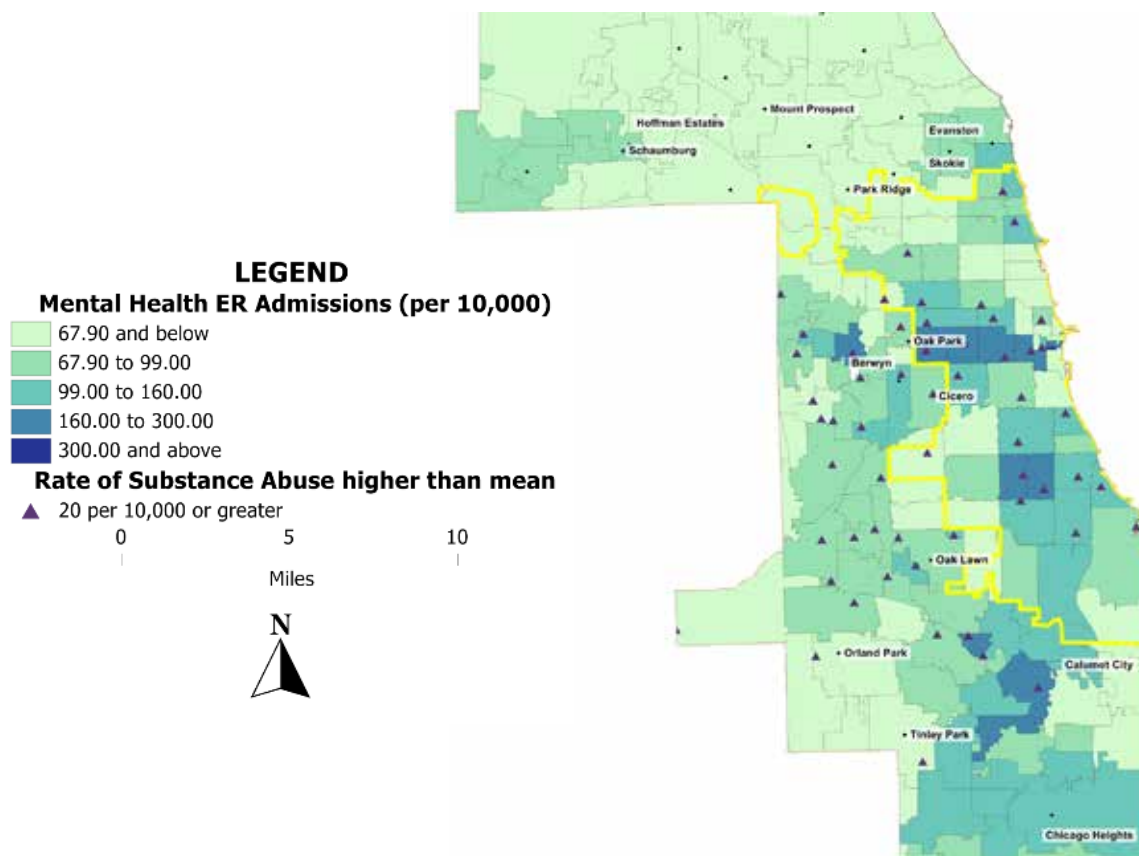 Mount Prospect
Hoffman Estates
Evanston
Schaumburg
Skokie
Park Ridge
LEGEND
Mental Health ER Admissions (per 10,000)
67.90 and below
67.90 to 99.00
99.00 to 160.00
160.00 to 300.00
300.00 and above
Rate of Substance Abuse higher than mean
20 per 10,000 or greater
0 5 10
Miles
N
Oak Park
Berwyn
Cicero
Oak Lawn
Orland Park
Calumet City
Tinley Park
Chicago Heights